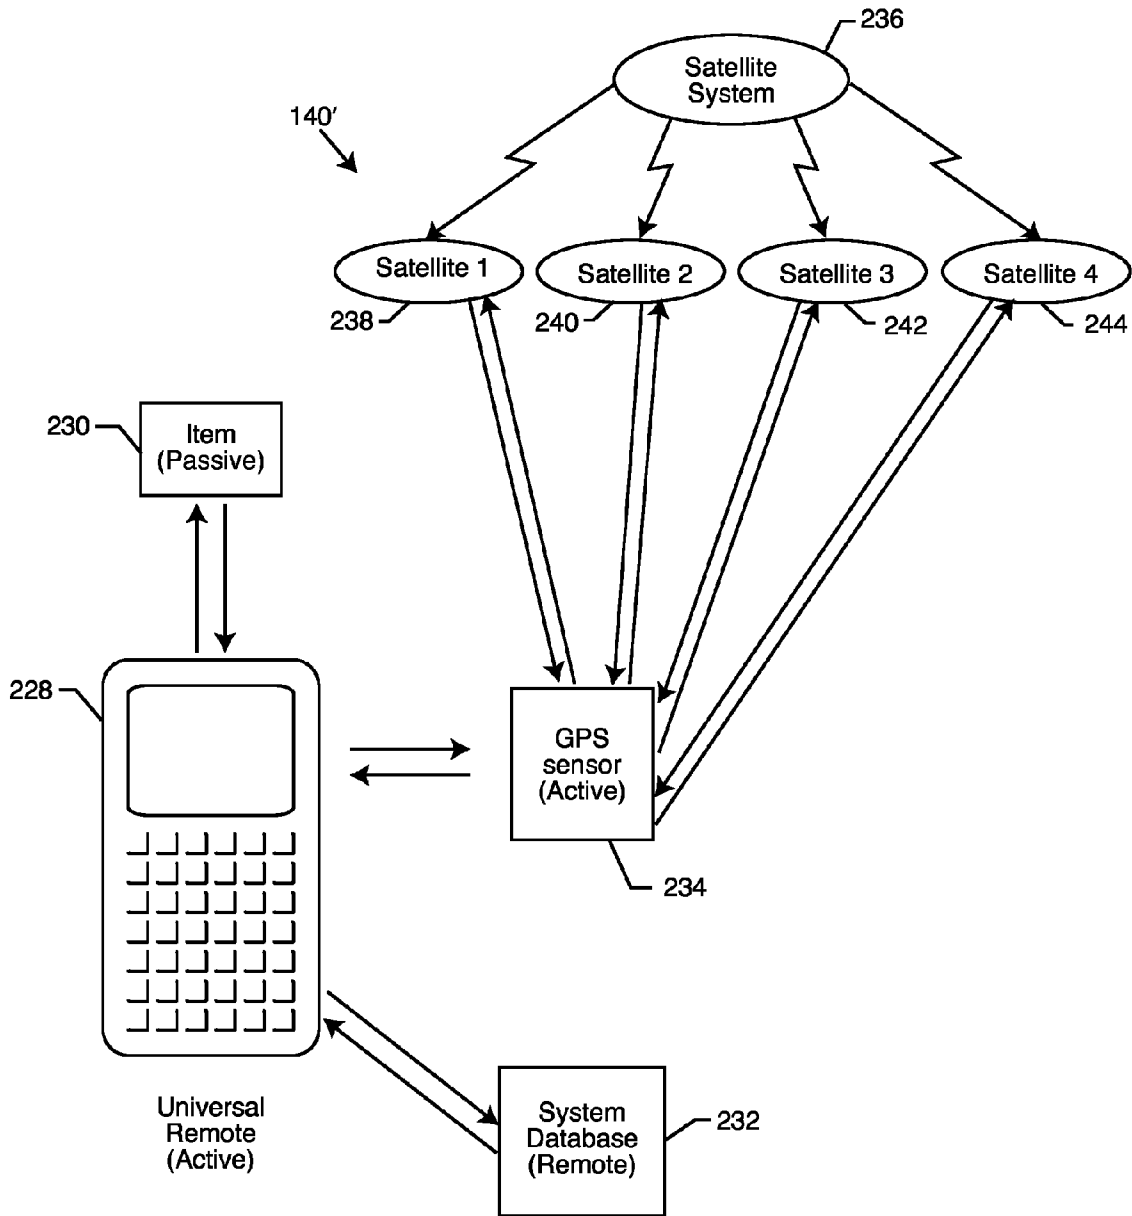 236
Satellite
System
140′
Satellite 1
Satellite 2
Satellite 3
Satellite 4
238
240
242
244
230
Item
(Passive)
228
GPS
sensor
(Active)
234
Universal
Remote
(Active)
System
Database
(Remote)
232